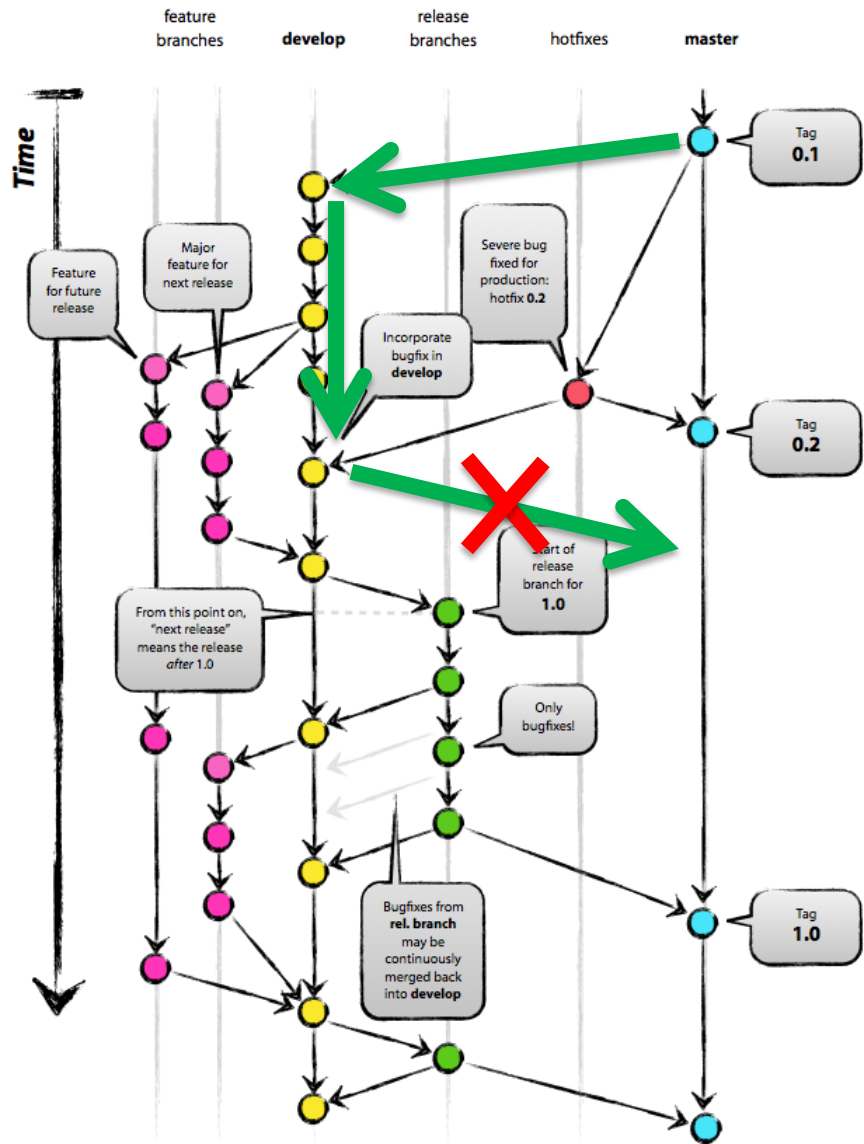 feature
branches
develop
release
branches
hotfixes
master
Time
Tag
0.1
Major
feature for
next release
Feature
for future
release
Severe bug
fixed for
production:
hotfix 0.2
Incorporate
bugfix in
develop
Tag
0.2
Start of
release
branch for
1.0
From this point on,
“next release”
means the release
after 1.0
Only
bugfixes!
Bugfixes from
rel. branch
may be
continuously
merged back
into develop
Tag
1.0